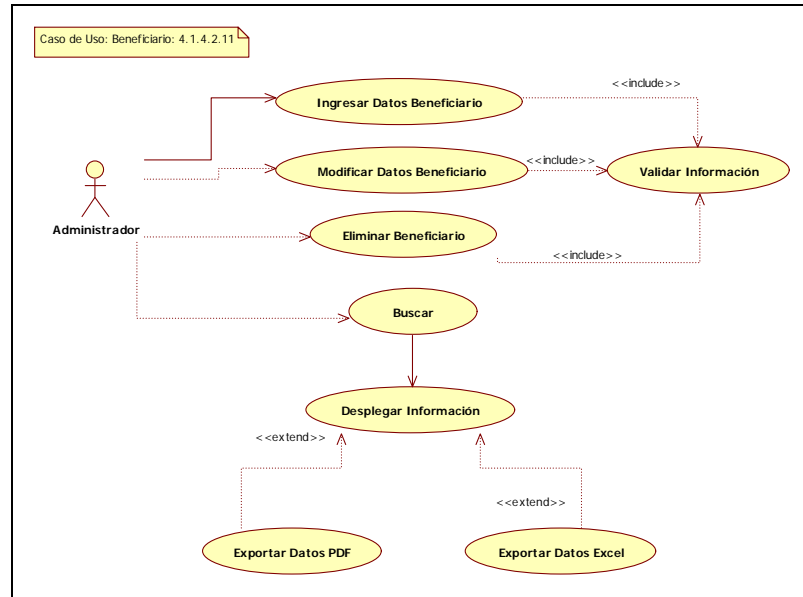 Caso de Uso: Beneficiario: 4.1.4.2.11
<<include>>
Ingresar Datos Beneficiario
<<include>>
Modificar Datos Beneficiario
Validar Información
Administrador
Eliminar Beneficiario
<<include>>
Buscar
Desplegar Información
<<extend>>
<<extend>>
Exportar Datos PDF
Exportar Datos Excel